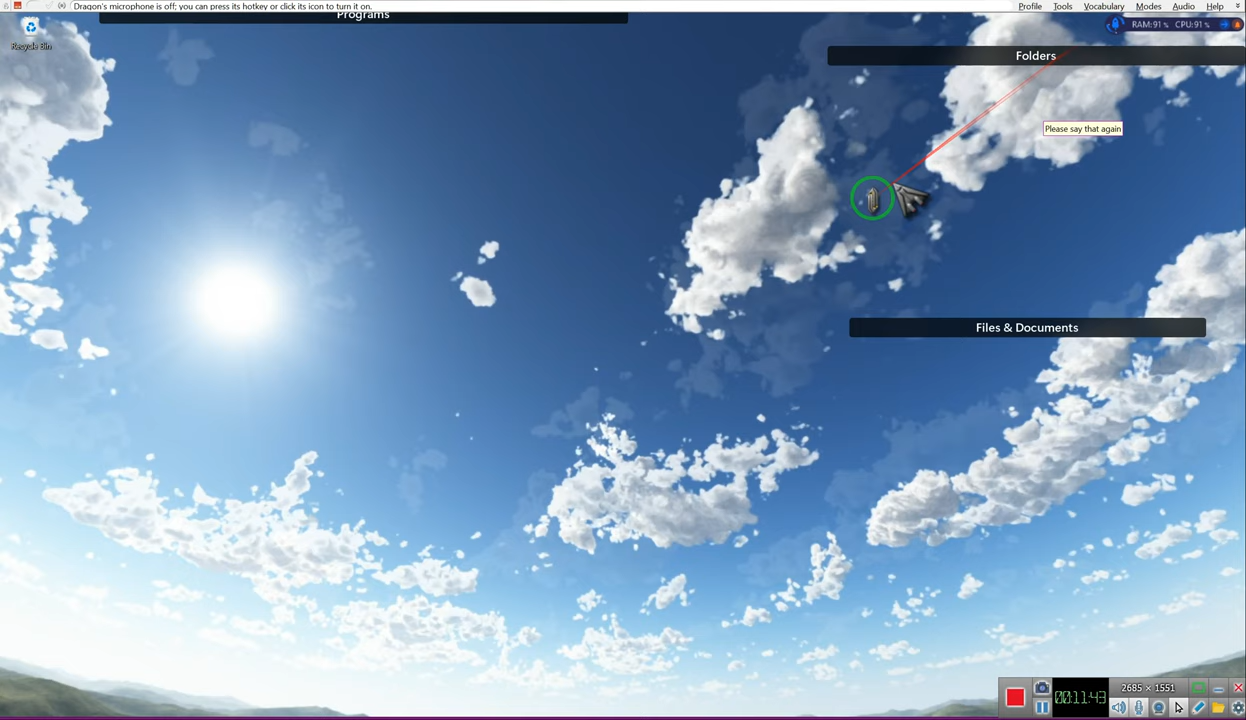 Dragon's microphone is off; you can press its hotkey or click its icon to turn it on.
Profile Tools Vocabulary Modes Audio Help
Programs
RAM:91% CPU:91%
Recycle Bin
Folders
Please say that again
Files & Documents
2685 × 1551
00:11:43